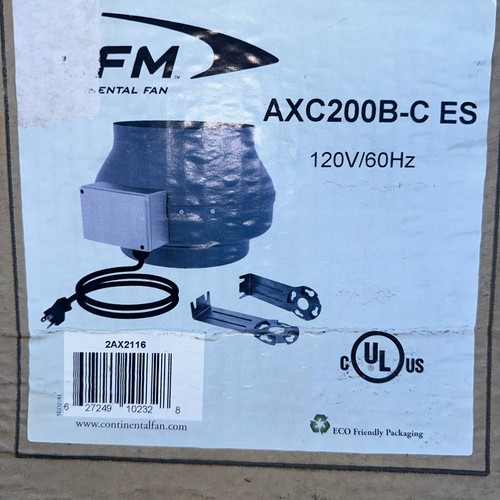 FM
ENTAL FAN
AXC200B-C ES
120V/60Hz
2AX2116
6 27249 10232 8
www.continentalfan.com
C UL US
ECO Friendly Packaging